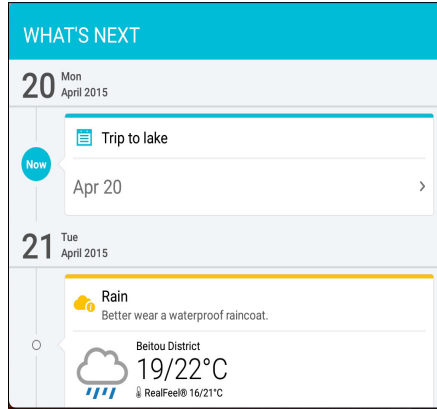 WHAT'S NEXT
20 Mon
April 2015
Trip to lake
Now
Apr 20
21 Tue
April 2015
Rain
Better wear a waterproof raincoat.
Beitou District
19/22°C
RealFeel® 16/21°C